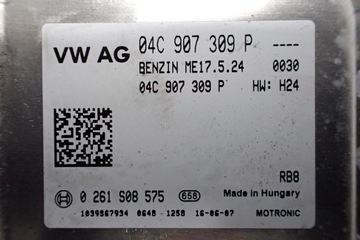 VW AG 04C 907 309 P ----
BENZIN ME17.5.24 0030
04C 907 309 P HW: H24
RB8
0 261 S08 575 658 Made in Hungary
1039S67934 0648 - 1258 16-06-07 MOTRONIC